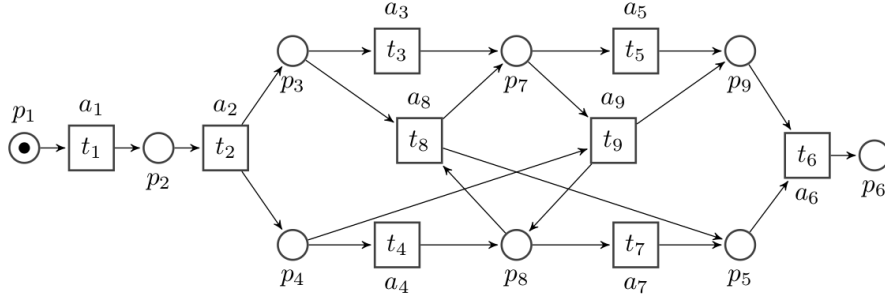 a₃ a₅
t₃ t₅
p₃ p₇ p₉
a₈ a₉
p₁ a₁ a₂
t₁ t₂ t₈ t₉ t₆
p₂ a₆ p₆
t₄ t₇
p₄ a₄ p₈ a₇ p₅